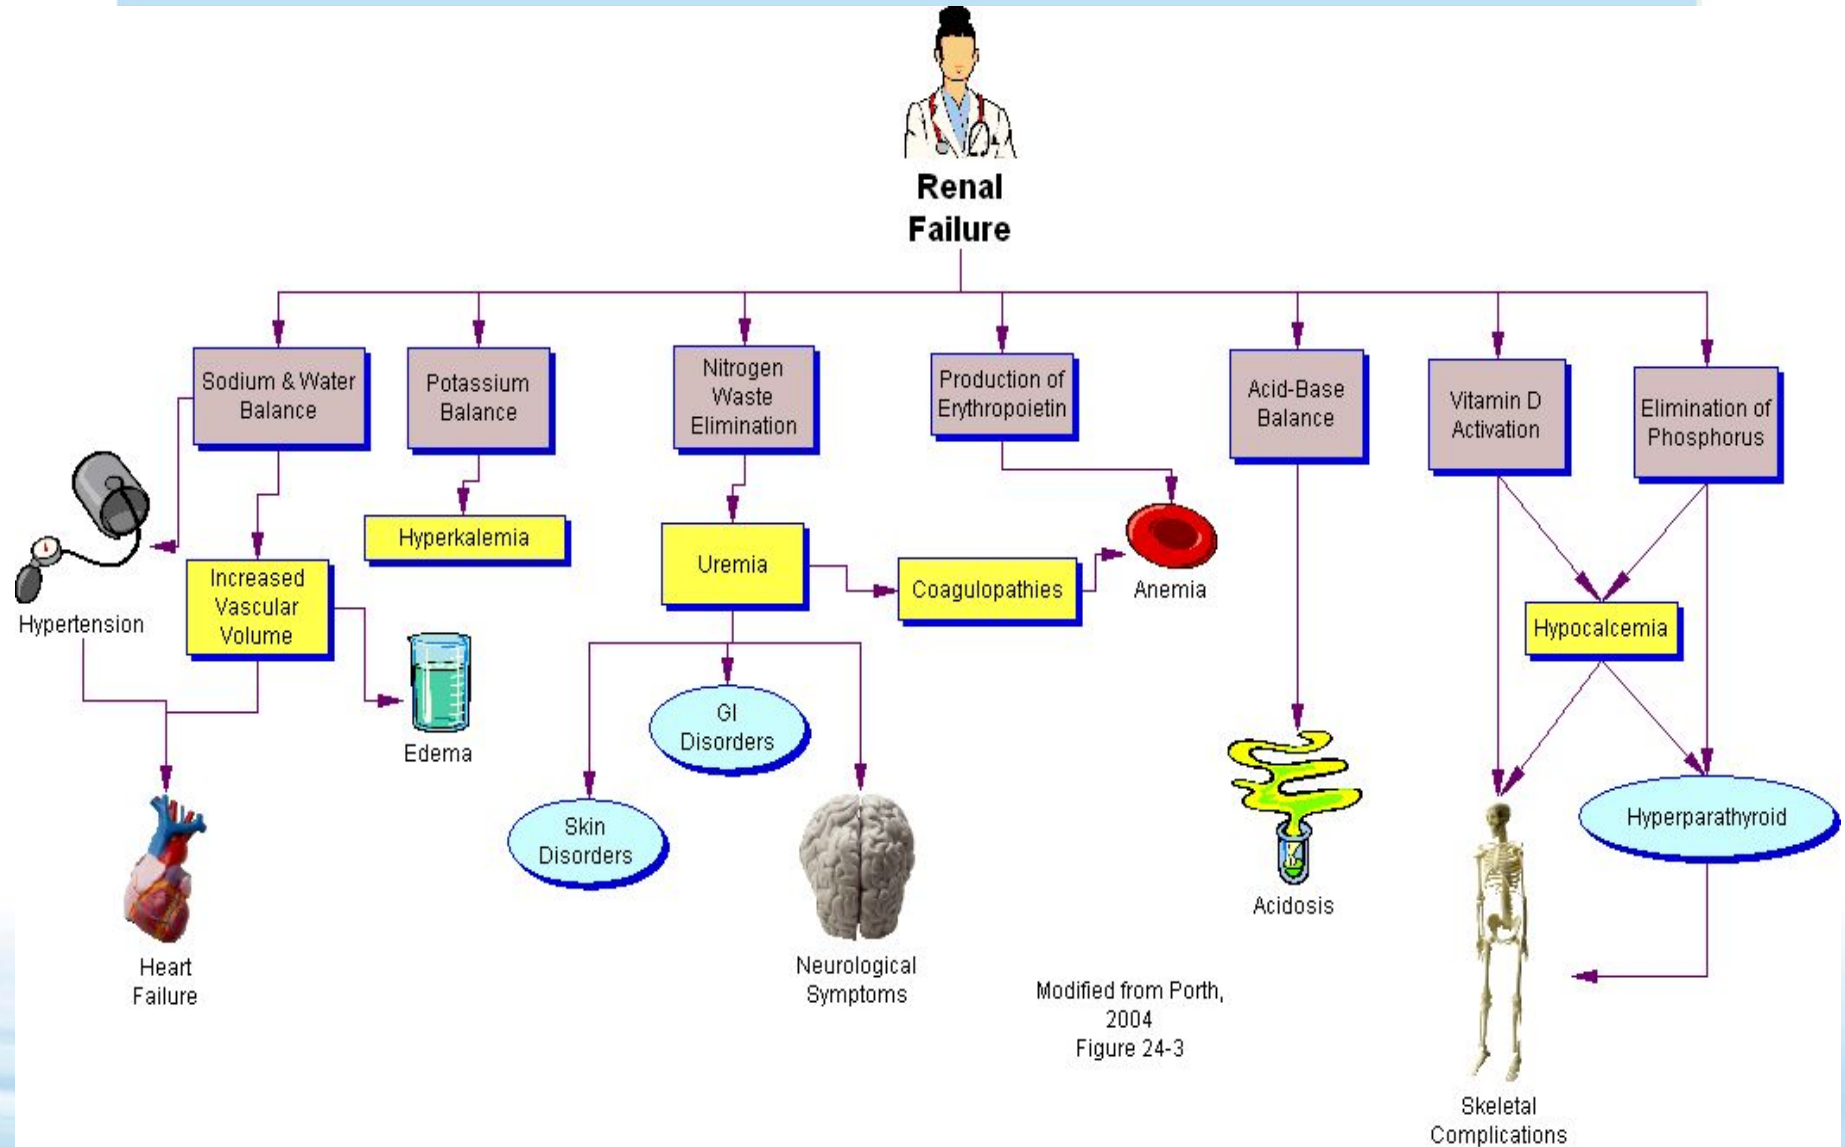 Renal
Failure
Sodium & Water
Balance
Potassium
Balance
Nitrogen
Waste
Elimination
Production of
Erythropoietin
Acid-Base
Balance
Vitamin D
Activation
Elimination of
Phosphorus
Hypertension
Increased
Vascular
Volume
Hyperkalemia
Uremia
Coagulopathies
Anemia
Hypocalcemia
Edema
GI
Disorders
Skin
Disorders
Hyperparathyroid
Acidosis
Heart
Failure
Neurological
Symptoms
Modified from Porth,
2004
Figure 24-3
Skeletal
Complications